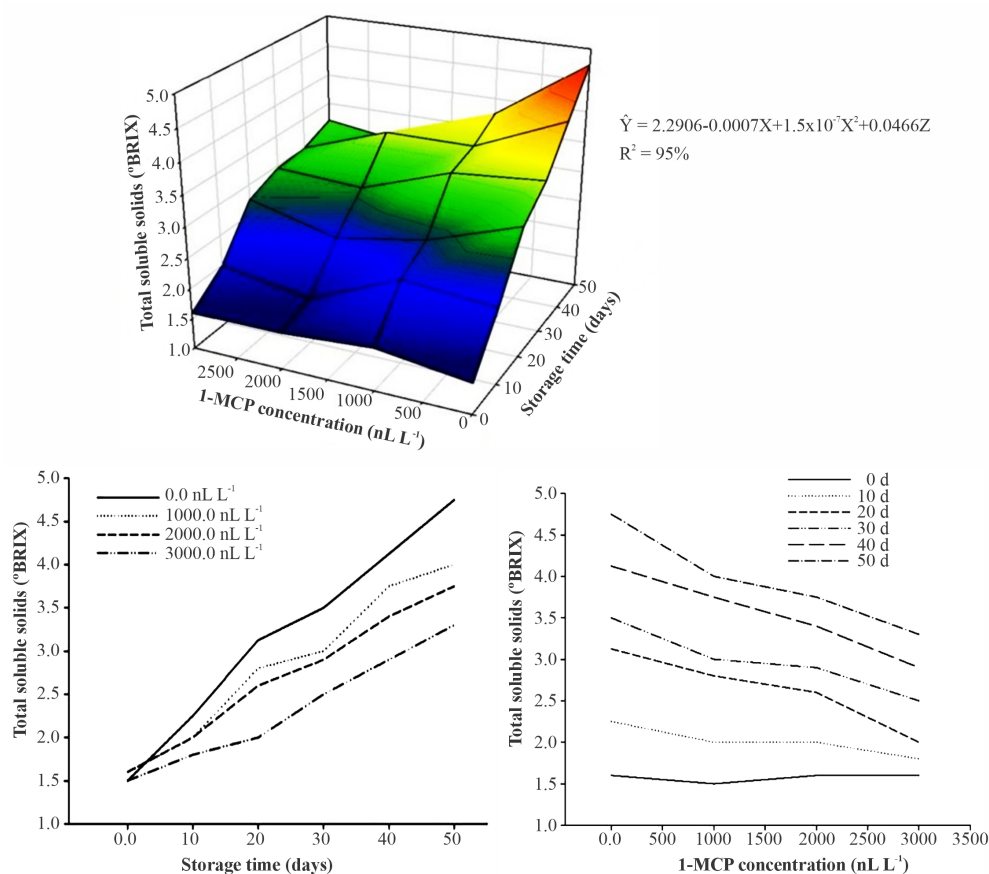 5.0
4.5
4.0
3.5
3.0
2.5
2.0
1.5
1.0
Total soluble solids (ºBRIX)
2500
2000
1500
1000
500
0
1-MCP concentration (nL L⁻¹)
0
10
20
30
40
50
Storage time (days)
Ŷ = 2.2906-0.0007X+1.5x10⁻⁷X²+0.0466Z
R² = 95%
5.0
4.5
4.0
3.5
3.0
2.5
2.0
1.5
1.0
Total soluble solids (ºBRIX)
0.0 nL L⁻¹
1000.0 nL L⁻¹
2000.0 nL L⁻¹
3000.0 nL L⁻¹
0.0 10 20 30 40 50
Storage time (days)
0 d
10 d
20 d
30 d
40 d
50 d
5.0
4.5
4.0
3.5
3.0
2.5
2.0
1.5
1.0
Total soluble solids (ºBRIX)
0.0 500 1000 1500 2000 2500 3000 3500
1-MCP concentration (nL L⁻¹)